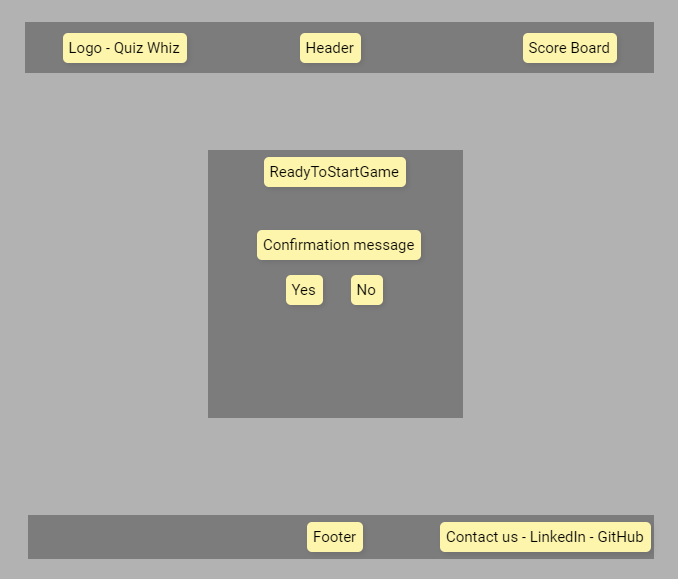 Logo - Quiz Whiz
Header
Score Board
ReadyToStartGame
Confirmation message
Yes
No
Footer
Contact us - LinkedIn - GitHub